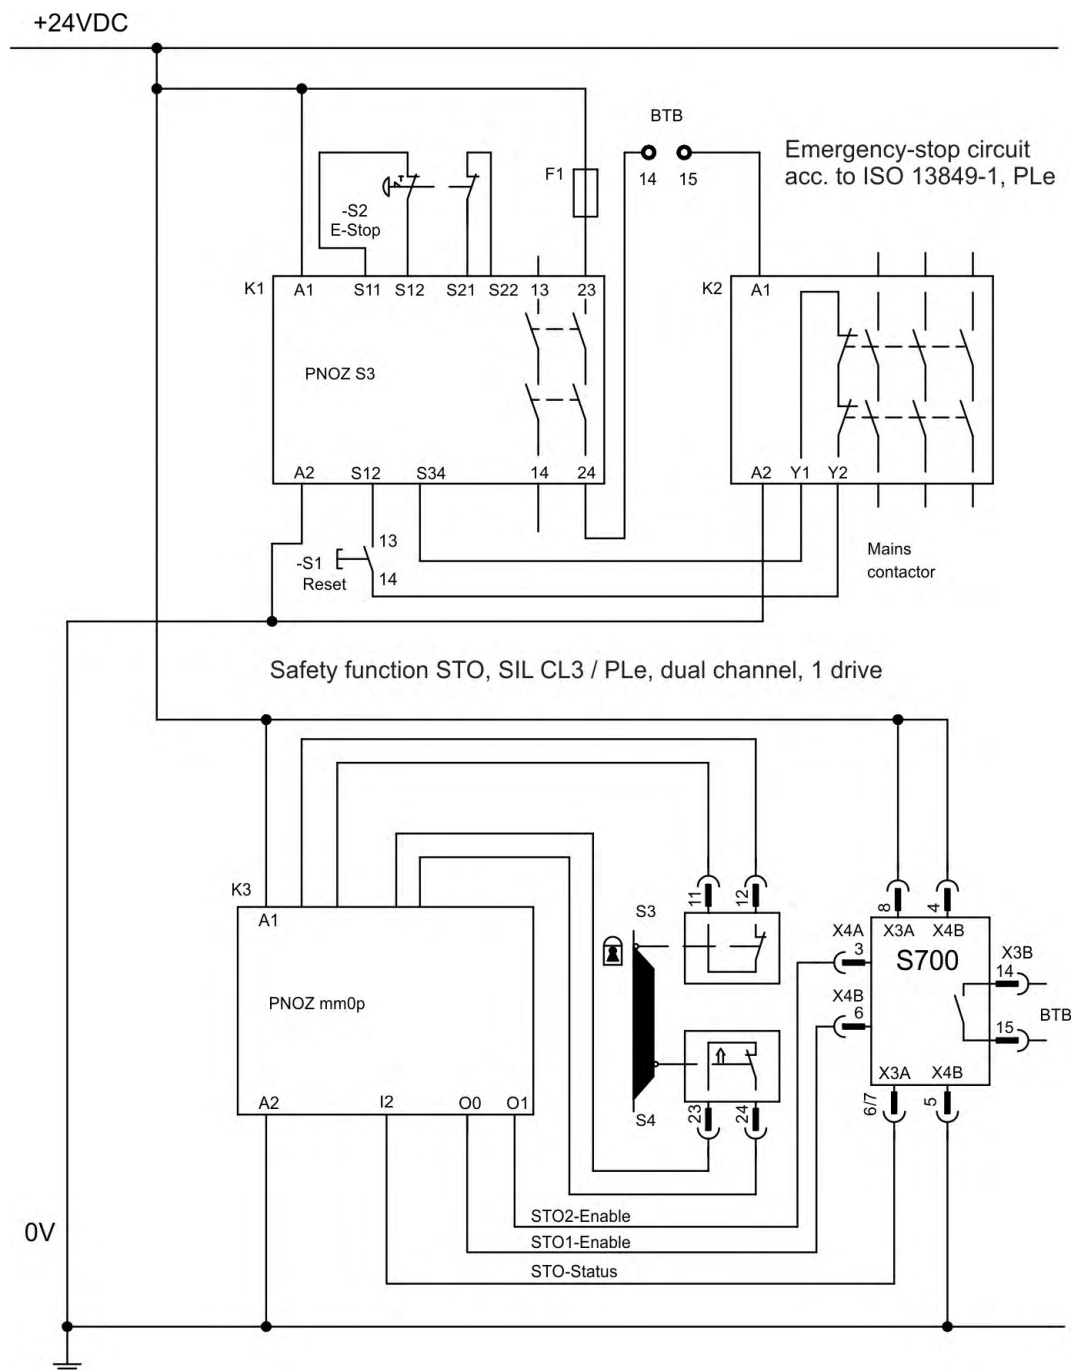 +24VDC
BTB
14 15
Emergency-stop circuit
acc. to ISO 13849-1, PLe
F1
-S2
E-Stop
K1
A1 S11 S12 S21 S22 13 23
K2
A1
PNOZ S3
A2 S12 S34 14 24
A2 Y1 Y2
13
-S1
14
Reset
Mains
contactor
Safety function STO, SIL CL3 / PLe, dual channel, 1 drive
K3
A1
11 12
S3
8 4
X4A
3
X3A X4B
S700
X3B
14
PNOZ mm0p
X4B
6
15
BTB
X3A X4B
A2 I2 O0 O1
S4
23 24
6/7 5
STO2-Enable
0V
STO1-Enable
STO-Status